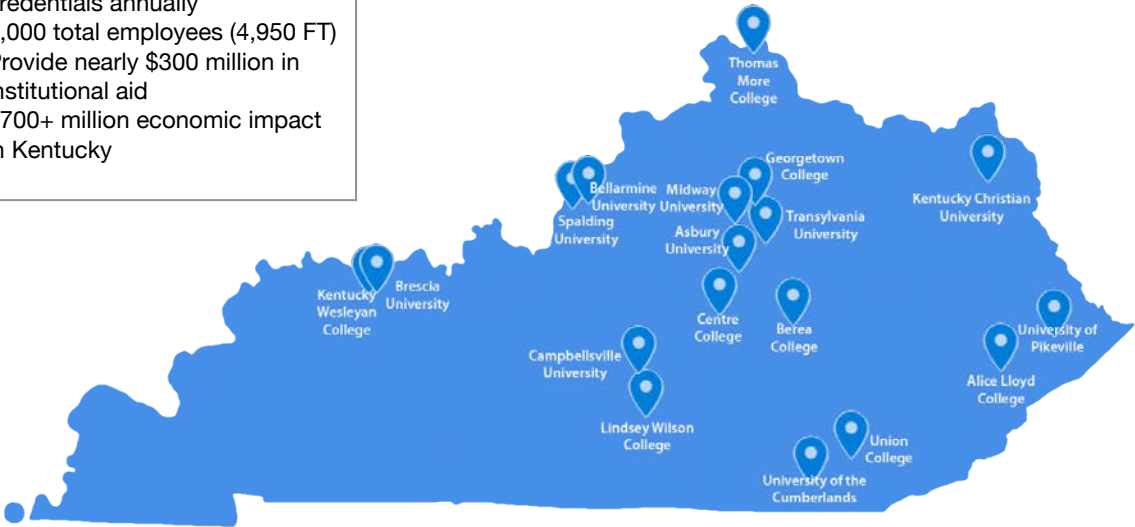 redentials annually
,000 total employees (4,950 FT)
Provide nearly $300 million in
nstitutional aid
700+ million economic impact
n Kentucky
Thomas
More
College
Georgetown
College
Bellarmine
University
Midway
University
Kentucky Christian
University
Spalding
University
Transylvania
University
Asbury
University
Kentucky
Wesleyan
College
Brescia
University
Centre
College
Berea
College
University of
Pikeville
Campbellsville
University
Alice Lloyd
College
Lindsey Wilson
College
Union
College
University of the
Cumberlands